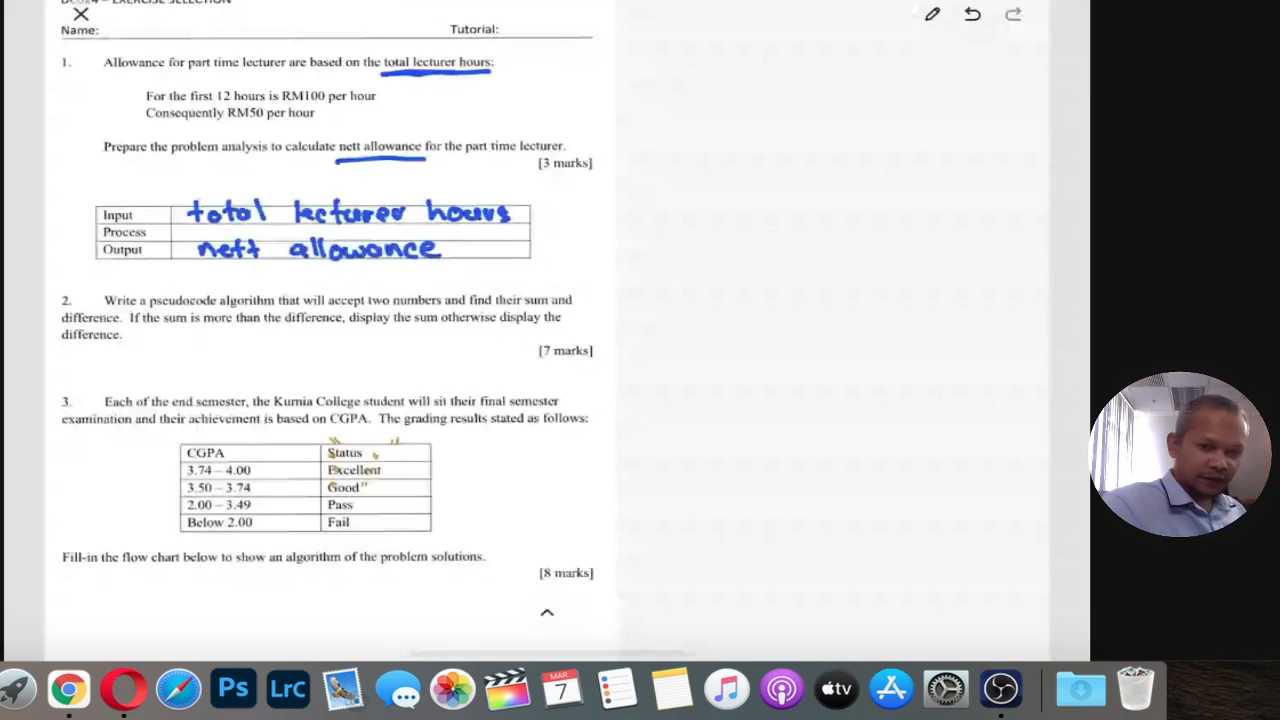 EXERCISE SELECTION
Name: Tutorial:
1. Allowance for part time lecturer are based on the total lecturer hours:
For the first 12 hours is RM100 per hour
Consequently RM50 per hour
Prepare the problem analysis to calculate nett allowance for the part time lecturer.
[3 marks]
Input total lecturer hours
Process
Output nett allowance
2. Write a pseudocode algorithm that will accept two numbers and find their sum and
difference. If the sum is more than the difference, display the sum otherwise display the
difference.
[7 marks]
3. Each of the end semester, the Kurnia College student will sit their final semester
examination and their achievement is based on CGPA. The grading results stated as follows:
CGPA Status
3.74 – 4.00 Excellent
3.50 – 3.74 Good
2.00 – 3.49 Pass
Below 2.00 Fail
Fill-in the flow chart below to show an algorithm of the problem solutions.
[8 marks]
Ps
Lrc
MAR
7
tv